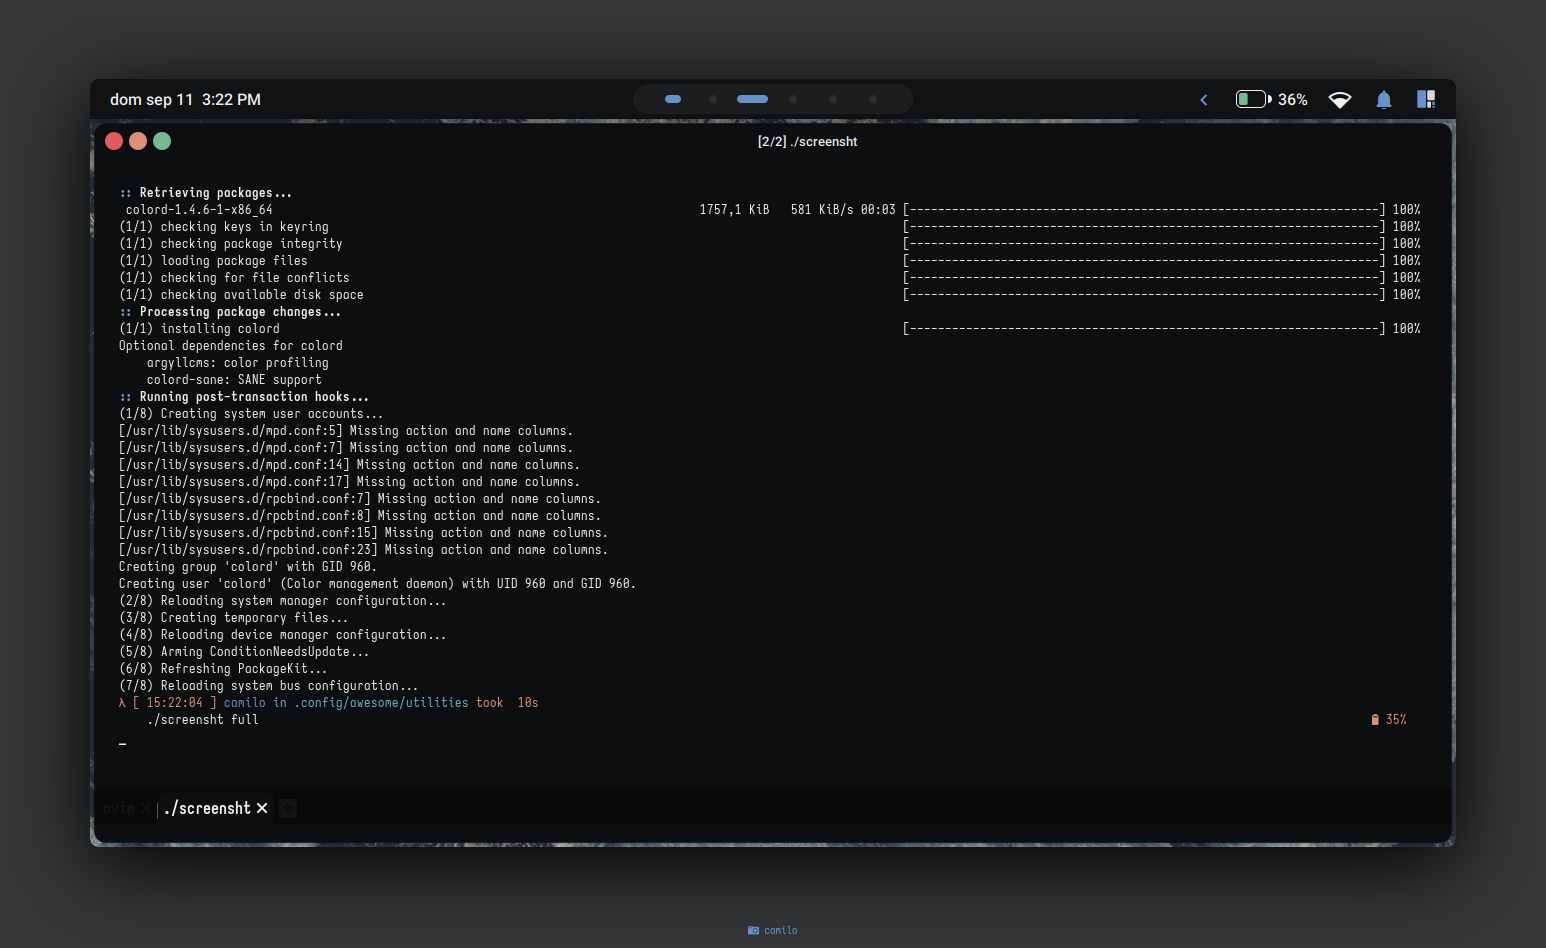 dom sep 11 3:22 PM
36%
[2/2] ./screensht
:: Retrieving packages...
colord-1.4.6-1-x86_64 1757,1 KiB 581 KiB/s 00:03 [-------------------------------------------------------------------] 100%
(1/1) checking keys in keyring [-------------------------------------------------------------------] 100%
(1/1) checking package integrity [-------------------------------------------------------------------] 100%
(1/1) loading package files [-------------------------------------------------------------------] 100%
(1/1) checking for file conflicts [-------------------------------------------------------------------] 100%
(1/1) checking available disk space [-------------------------------------------------------------------] 100%
:: Processing package changes...
(1/1) installing colord [-------------------------------------------------------------------] 100%
Optional dependencies for colord
argyllcms: color profiling
colord-sane: SANE support
:: Running post-transaction hooks...
(1/8) Creating system user accounts...
[/usr/lib/sysusers.d/mpd.conf:5] Missing action and name columns.
[/usr/lib/sysusers.d/mpd.conf:7] Missing action and name columns.
[/usr/lib/sysusers.d/mpd.conf:14] Missing action and name columns.
[/usr/lib/sysusers.d/mpd.conf:17] Missing action and name columns.
[/usr/lib/sysusers.d/rpcbind.conf:7] Missing action and name columns.
[/usr/lib/sysusers.d/rpcbind.conf:8] Missing action and name columns.
[/usr/lib/sysusers.d/rpcbind.conf:15] Missing action and name columns.
[/usr/lib/sysusers.d/rpcbind.conf:23] Missing action and name columns.
Creating group 'colord' with GID 960.
Creating user 'colord' (Color management daemon) with UID 960 and GID 960.
(2/8) Reloading system manager configuration...
(3/8) Creating temporary files...
(4/8) Reloading device manager configuration...
(5/8) Arming ConditionNeedsUpdate...
(6/8) Refreshing PackageKit...
(7/8) Reloading system bus configuration...
λ [ 15:22:04 ] camilo in .config/awesome/utilities took 10s
./screensht full 35%
nvim × ./screensht × +
camilo